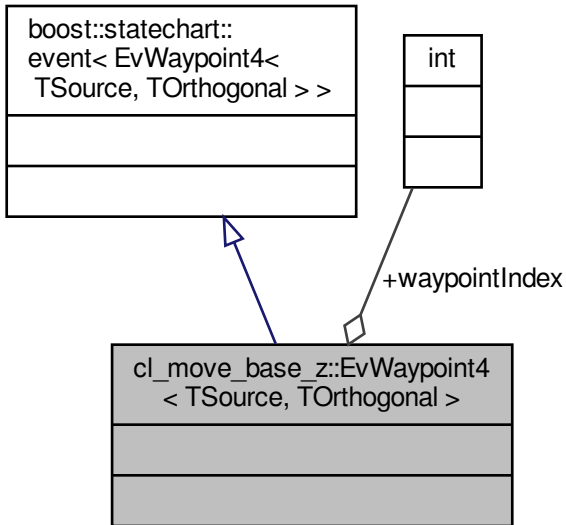 boost::statechart::
event< EvWaypoint4<
 TSource, TOrthogonal > >
int
+waypointIndex
cl_move_base_z::EvWaypoint4
< TSource, TOrthogonal >